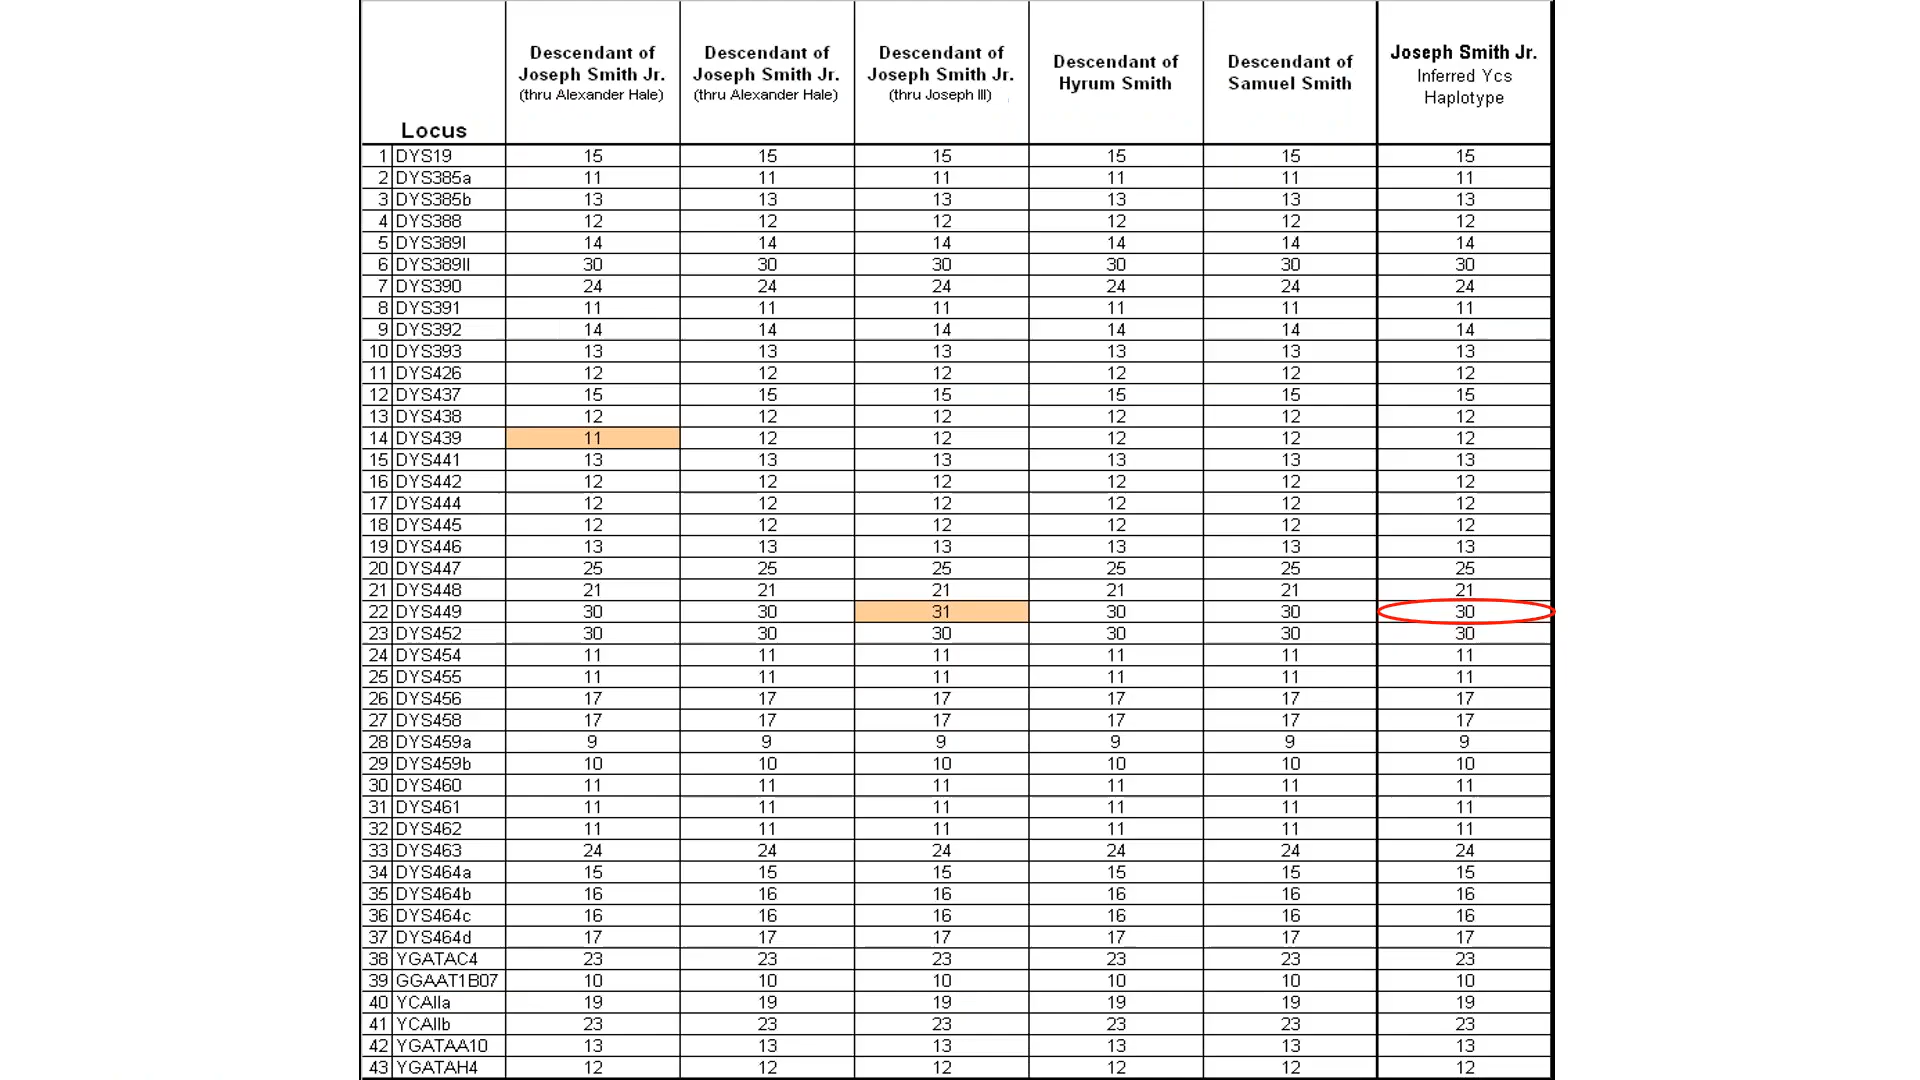 Locus
Descendant of
Joseph Smith Jr.
(thru Alexander Hale)
Descendant of
Joseph Smith Jr.
(thru Alexander Hale)
Descendant of
Joseph Smith Jr.
(thru Joseph III)
Descendant of
Hyrum Smith
Descendant of
Samuel Smith
Joseph Smith Jr.
Inferred Ycs
Haplotype
1 DYS19 15 15 15 15 15 15
2 DYS385a 11 11 11 11 11 11
3 DYS385b 13 13 13 13 13 13
4 DYS388 12 12 12 12 12 12
5 DYS389I 14 14 14 14 14 14
6 DYS389II 30 30 30 30 30 30
7 DYS390 24 24 24 24 24 24
8 DYS391 11 11 11 11 11 11
9 DYS392 14 14 14 14 14 14
10 DYS393 13 13 13 13 13 13
11 DYS426 12 12 12 12 12 12
12 DYS437 15 15 15 15 15 15
13 DYS438 12 12 12 12 12 12
14 DYS439 11 12 12 12 12 12
15 DYS441 13 13 13 13 13 13
16 DYS442 12 12 12 12 12 12
17 DYS444 12 12 12 12 12 12
18 DYS445 12 12 12 12 12 12
19 DYS446 13 13 13 13 13 13
20 DYS447 25 25 25 25 25 25
21 DYS448 21 21 21 21 21 21
22 DYS449 30 30 31 30 30 30
23 DYS452 30 30 30 30 30 30
24 DYS454 11 11 11 11 11 11
25 DYS455 11 11 11 11 11 11
26 DYS456 17 17 17 17 17 17
27 DYS458 17 17 17 17 17 17
28 DYS459a 9 9 9 9 9 9
29 DYS459b 10 10 10 10 10 10
30 DYS460 11 11 11 11 11 11
31 DYS461 11 11 11 11 11 11
32 DYS462 11 11 11 11 11 11
33 DYS463 24 24 24 24 24 24
34 DYS464a 15 15 15 15 15 15
35 DYS464b 16 16 16 16 16 16
36 DYS464c 16 16 16 16 16 16
37 DYS464d 17 17 17 17 17 17
38 YGATAC4 23 23 23 23 23 23
39 GGAAT1B07 10 10 10 10 10 10
40 YCAIIa 19 19 19 19 19 19
41 YCAIIb 23 23 23 23 23 23
42 YGATAA10 13 13 13 13 13 13
43 YGATAH4 12 12 12 12 12 12